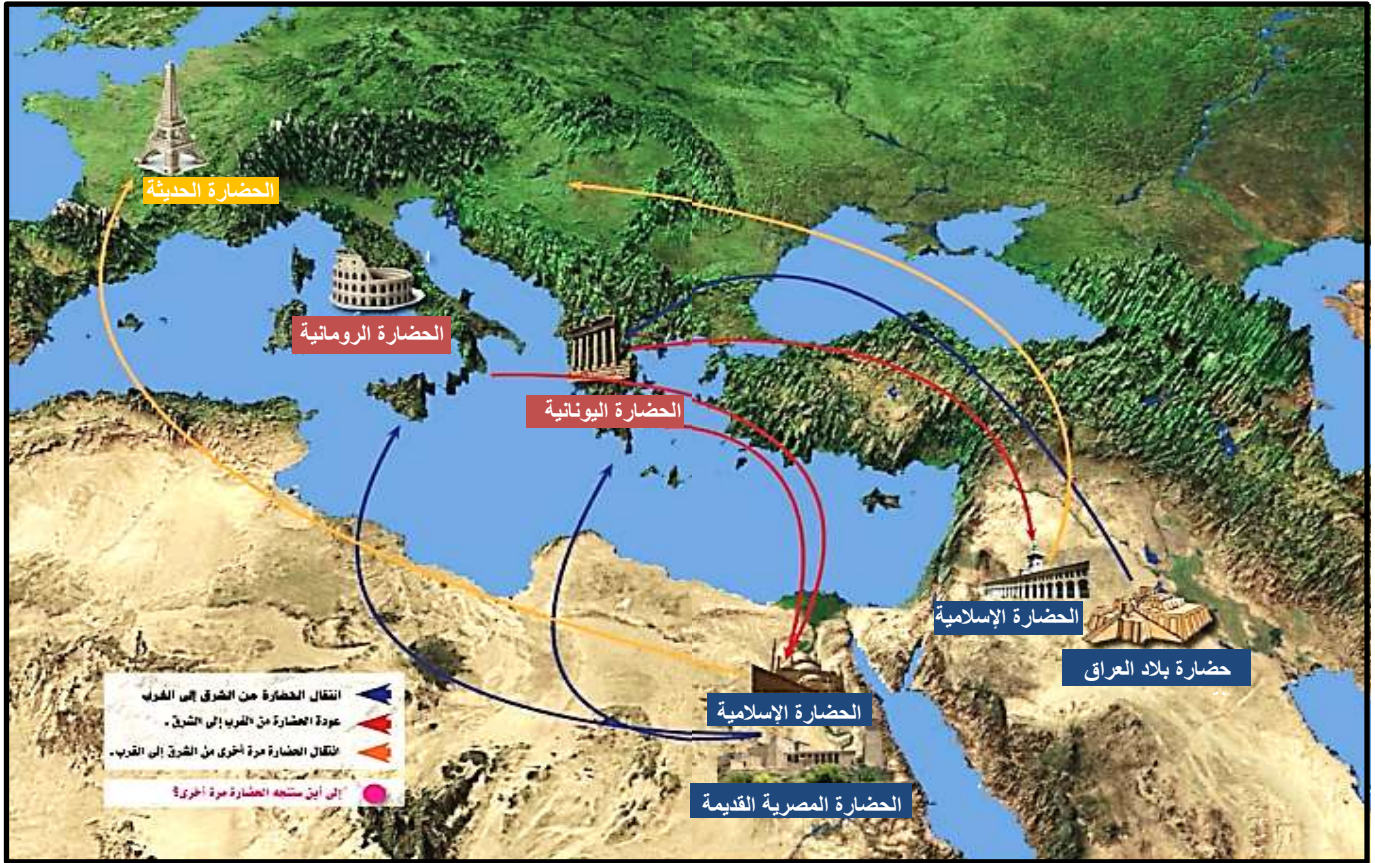 الحضارة الحديثة
الحضارة الرومانية
الحضارة اليونانية
الحضارة الإسلامية
حضارة بلاد العراق
الحضارة الإسلامية
الحضارة المصرية القديمة
انتقال الحضارة من الشرق إلى الغرب
عودة الحضارة من الغرب إلى الشرق.
انتقال الحضارة مرة أخرى من الشرق إلى الغرب.
إلى أين ستتجه الحضارة مرة أخرى؟